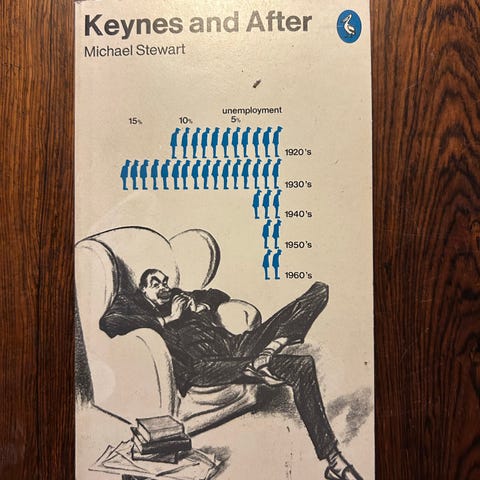 Keynes and After
Michael Stewart
unemployment
15% 10% 5%
1920's
1930's
1940's
1950's
1960's